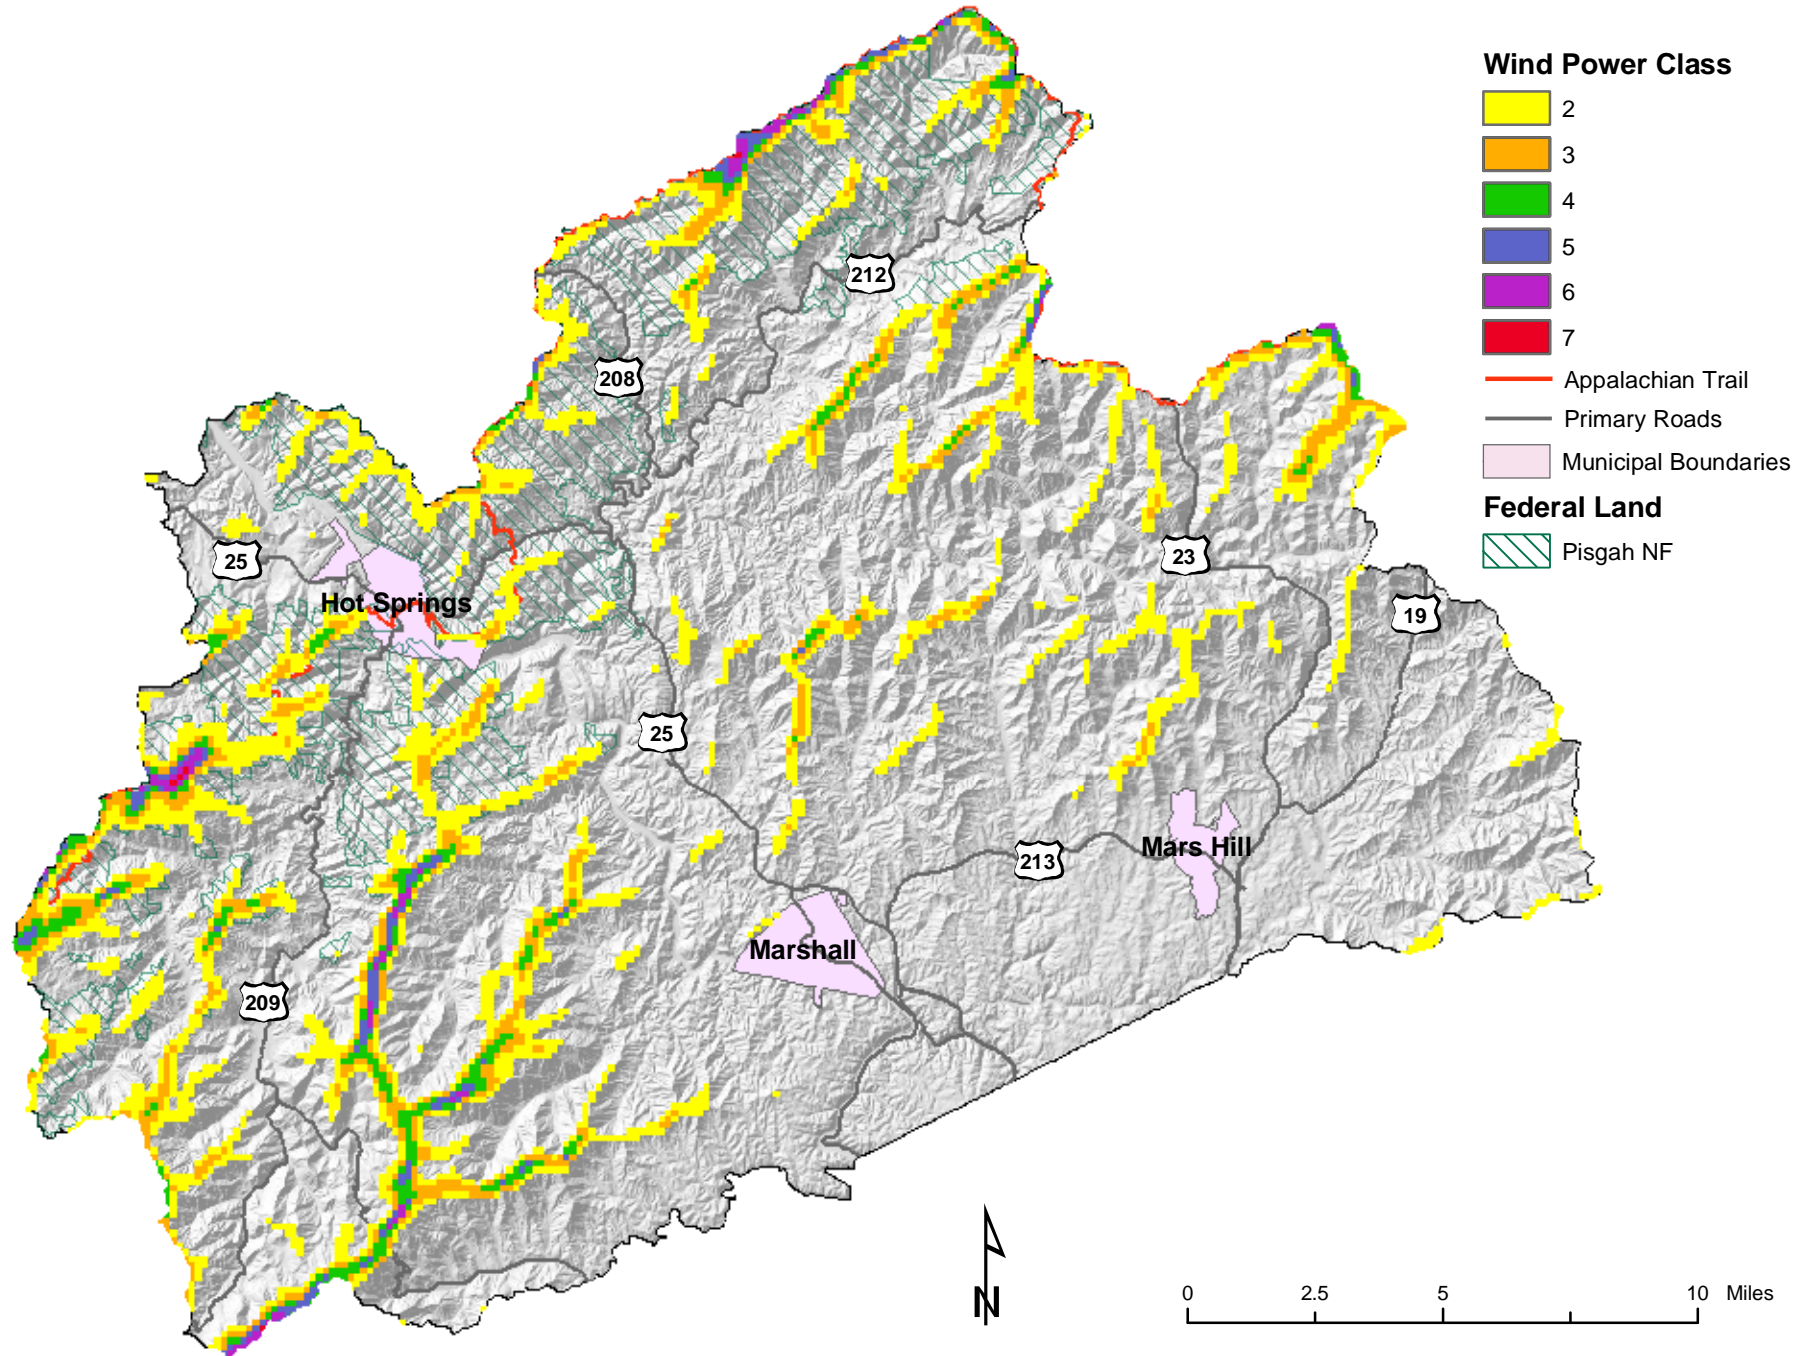 Wind Power Class
2
3
4
5
6
7
Appalachian Trail
Primary Roads
Municipal Boundaries
Federal Land
Pisgah NF
212
208
25
Hot Springs
23
19
25
213
Mars Hill
Marshall
209
N
0 2.5 5 10 Miles